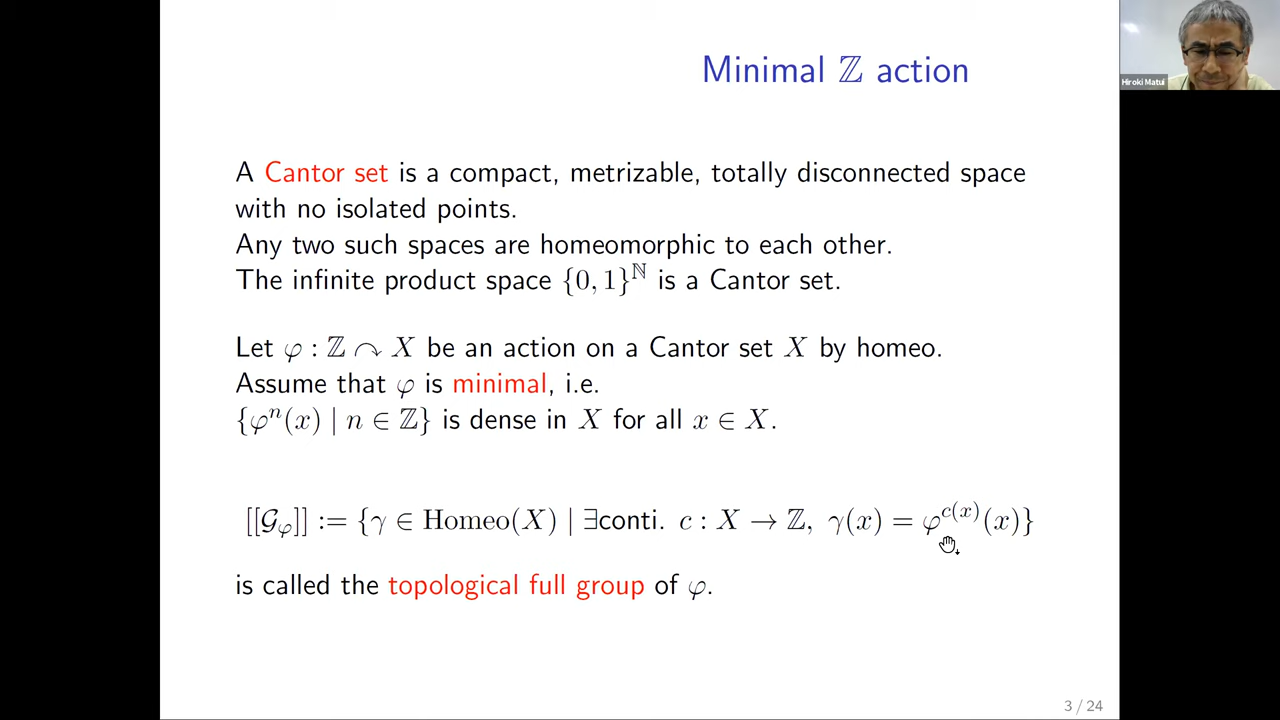 Minimal ℤ action
Hiroki Matui
A Cantor set is a compact, metrizable, totally disconnected space
with no isolated points.
Any two such spaces are homeomorphic to each other.
The infinite product space {0, 1}^ℕ is a Cantor set.
Let φ : ℤ ↷ X be an action on a Cantor set X by homeo.
Assume that φ is minimal, i.e.
{φⁿ(x) | n ∈ ℤ} is dense in X for all x ∈ X.
[[𝒢_φ]] := {γ ∈ Homeo(X) | ∃conti. c : X → ℤ, γ(x) = φ^{c(x)}(x)}
is called the topological full group of φ.
3 / 24